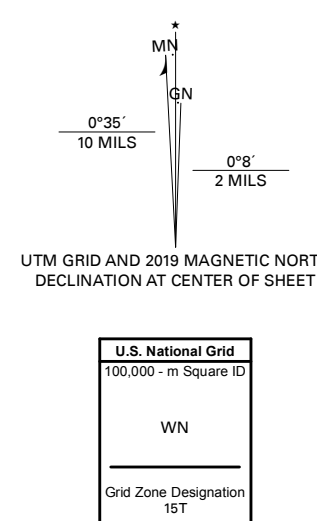 ★
MN
GN
0°35´
10 MILS
0°8´
2 MILS
UTM GRID AND 2019 MAGNETIC NORT
DECLINATION AT CENTER OF SHEET
U.S. National Grid
100,000 - m Square ID
WN
Grid Zone Designation
15T